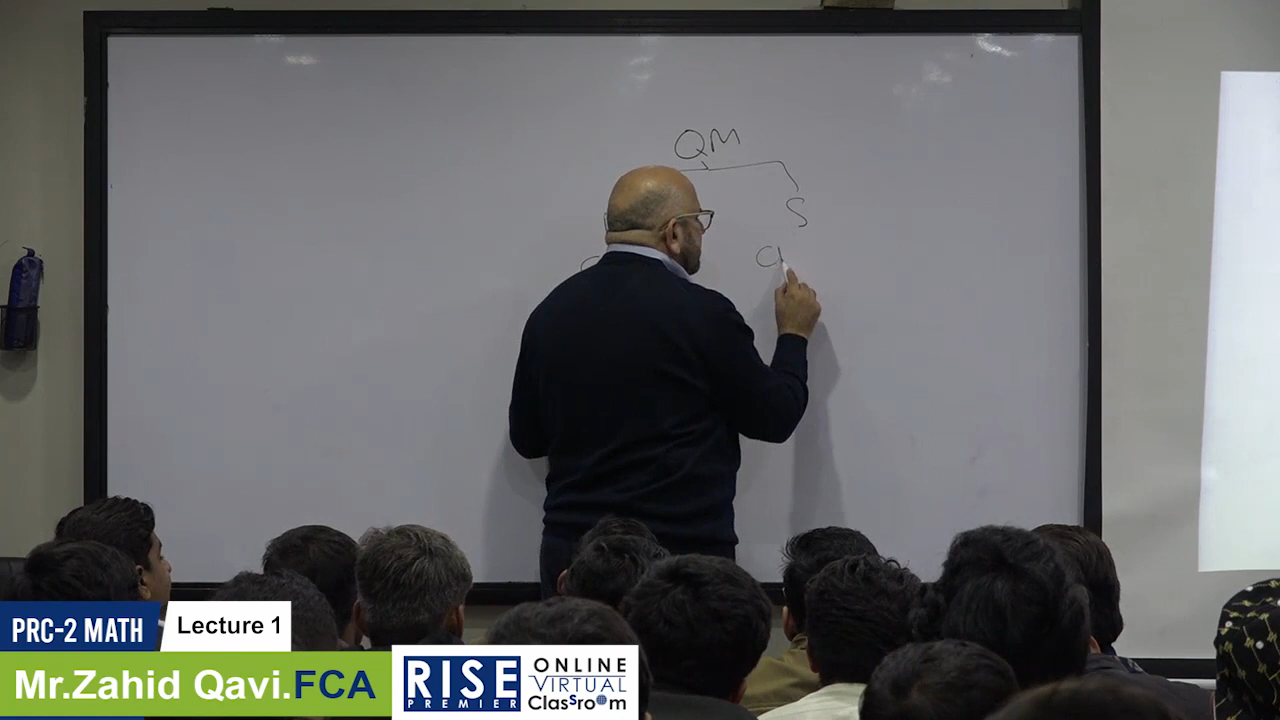 QM
S
PRC-2 MATH
Lecture 1
Mr.Zahid Qavi.FCA
RISE
PREMIER
ONLINE
VIRTUAL
Classroom